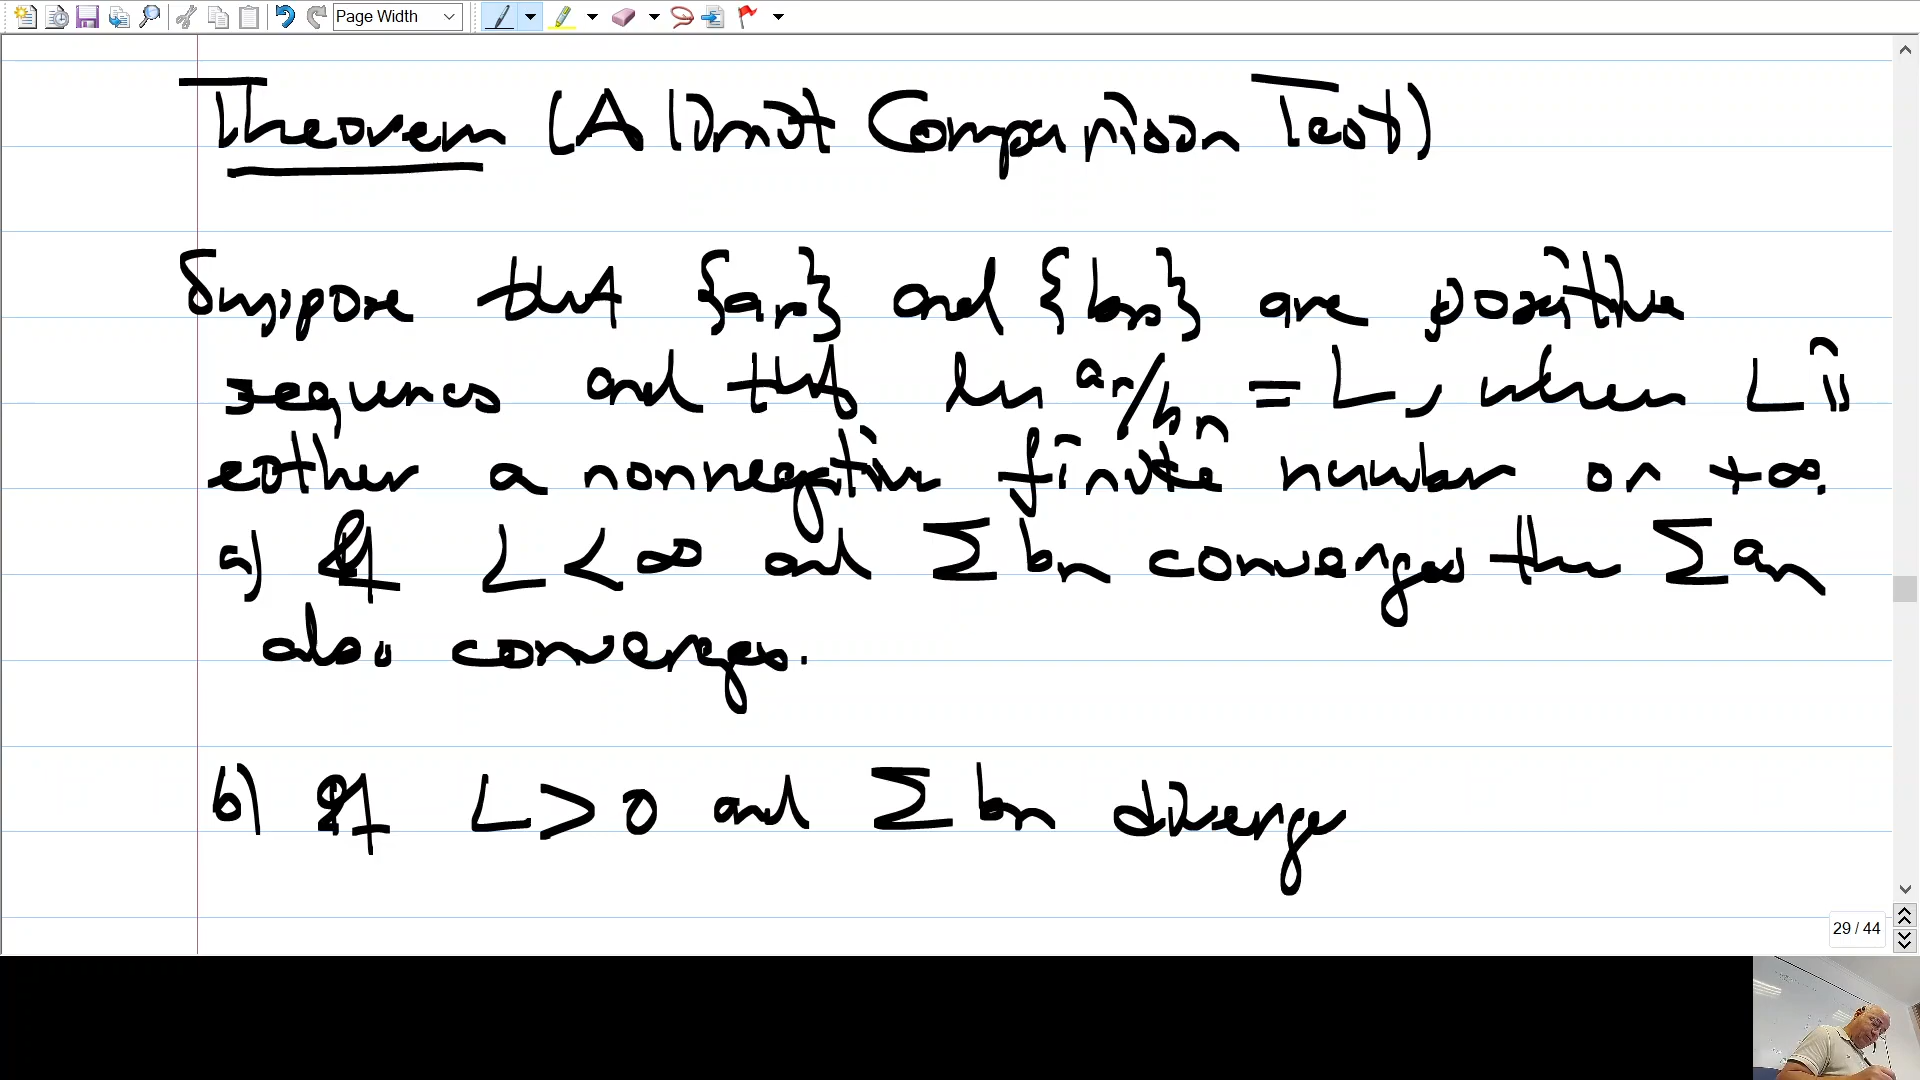 Page Width
Theorem (A limit Comparison Test)
Suppose that {an} and {bn} are positive
sequences and that lim an/bn = L, where L is
either a nonnegative finite number or +∞.
a) If L < ∞ and Σ bn converges then Σ an
also converges.
b) If L > 0 and Σ bn diverge
29 / 44